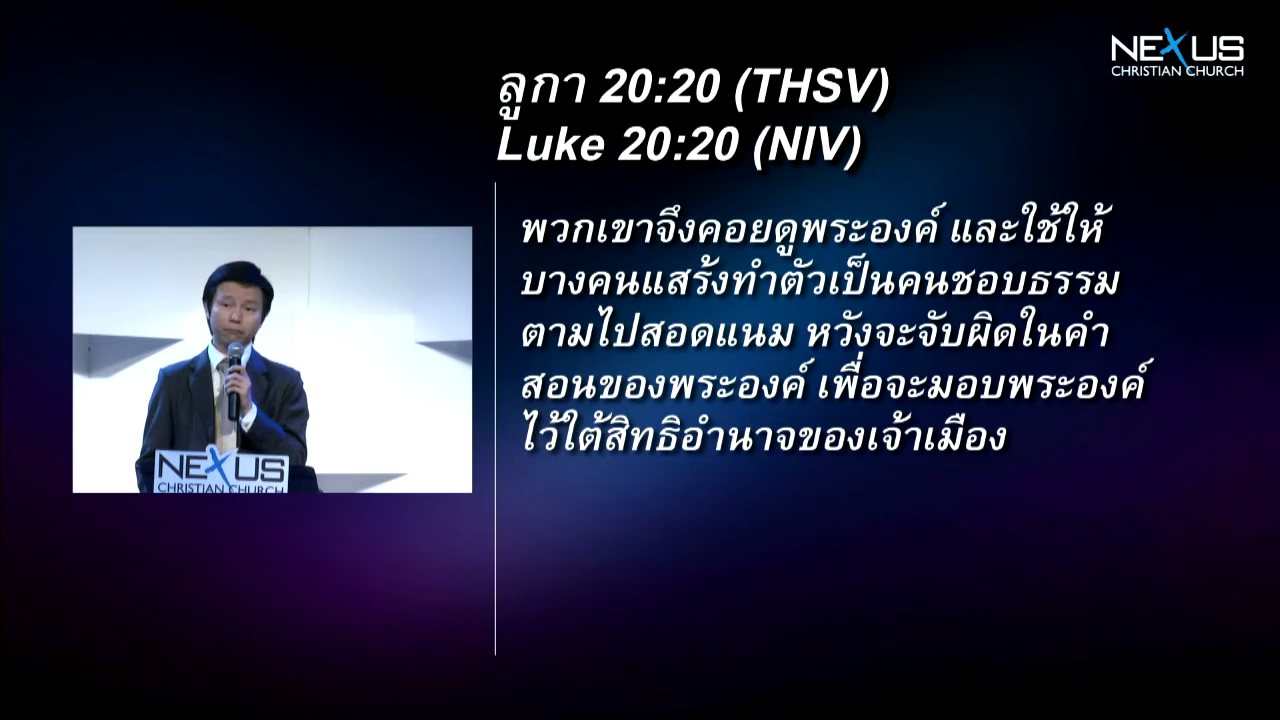 NEXUS
CHRISTIAN CHURCH
ลูกา 20:20 (THSV)
Luke 20:20 (NIV)
พวกเขาจึงคอยดูพระองค์ และใช้ให้
บางคนแสร้งทำตัวเป็นคนชอบธรรม
ตามไปสอดแนม หวังจะจับผิดในคำ
สอนของพระองค์ เพื่อจะมอบพระองค์
ไว้ใต้สิทธิอำนาจของเจ้าเมือง
NEXUS
CHRISTIAN CHURCH